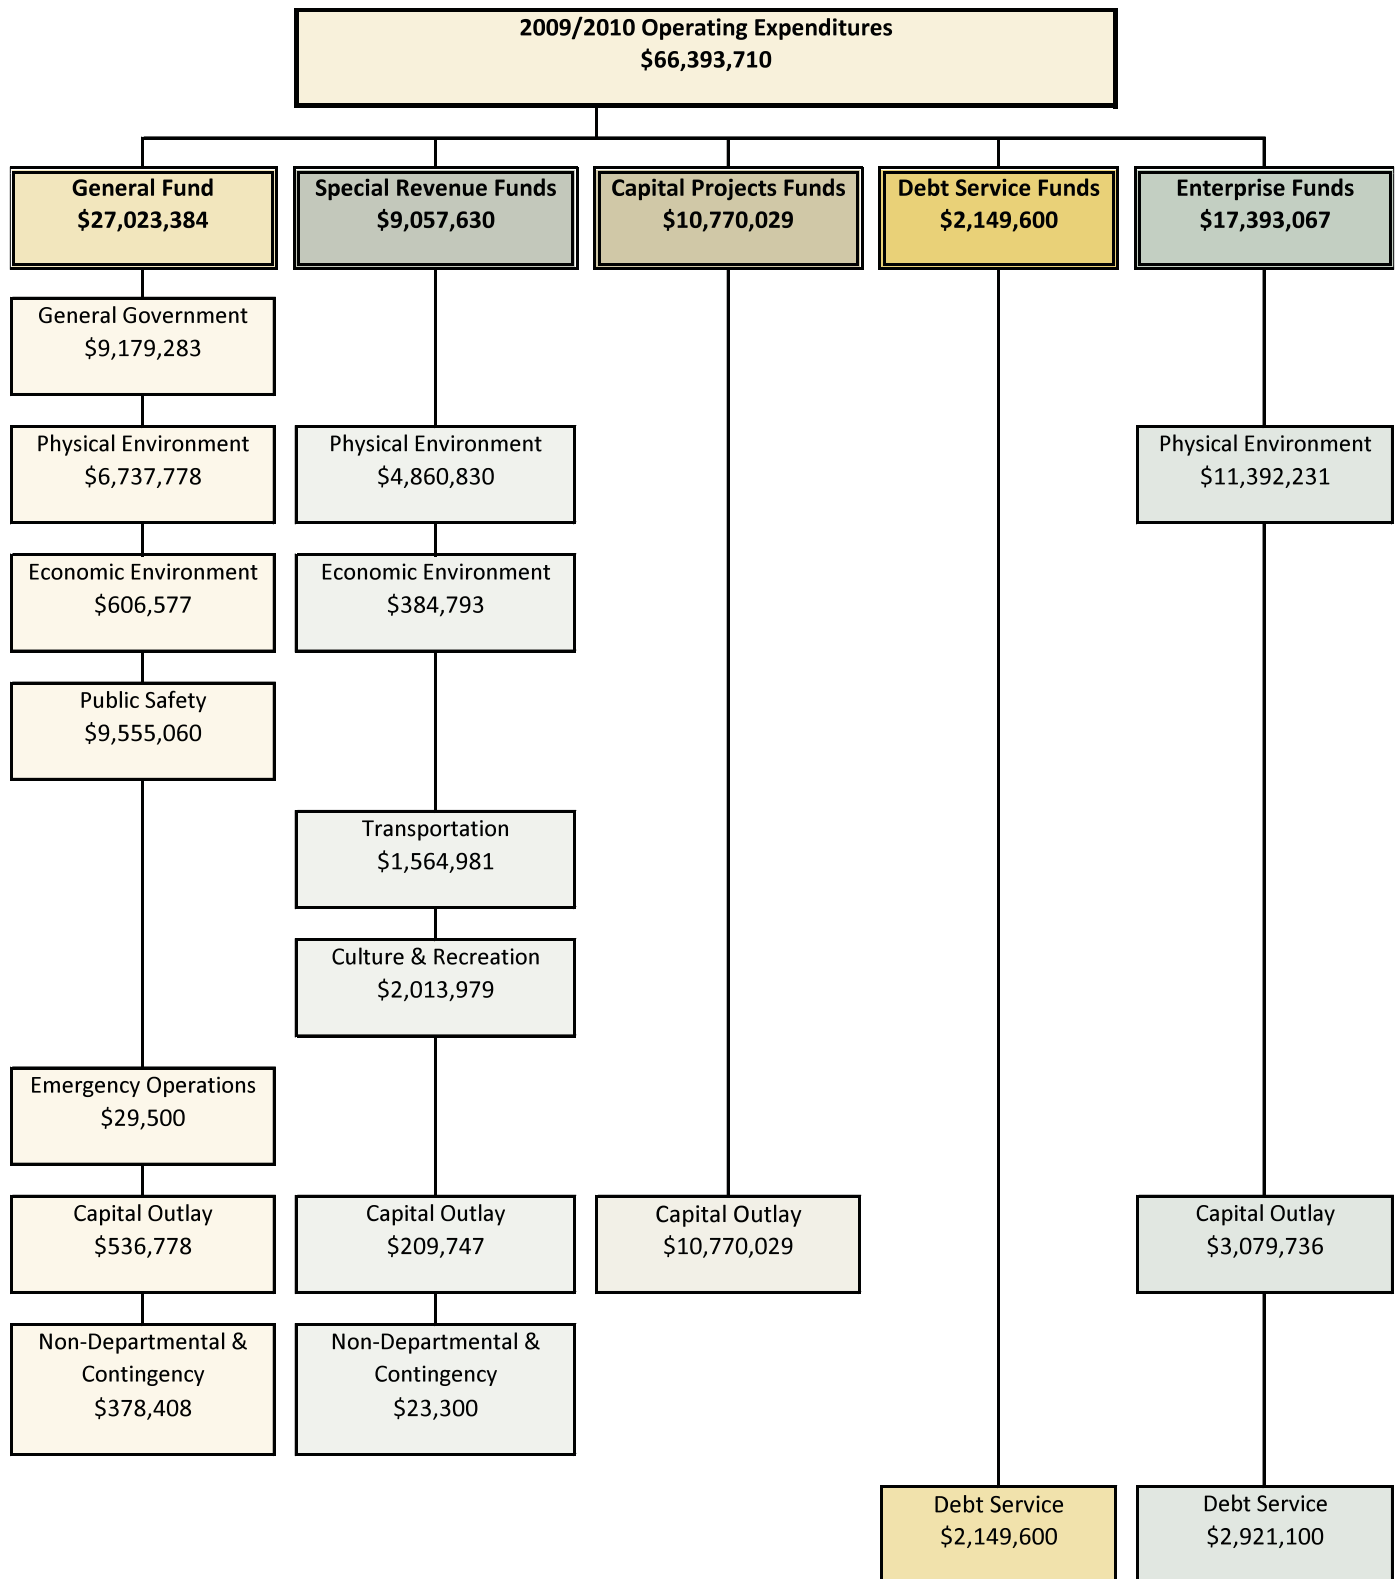 2009/2010 Operating Expenditures
$66,393,710
General Fund
$27,023,384
Special Revenue Funds
$9,057,630
Capital Projects Funds
$10,770,029
Debt Service Funds
$2,149,600
Enterprise Funds
$17,393,067
General Government
$9,179,283
Physical Environment
$6,737,778
Physical Environment
$4,860,830
Physical Environment
$11,392,231
Economic Environment
$606,577
Economic Environment
$384,793
Public Safety
$9,555,060
Transportation
$1,564,981
Culture & Recreation
$2,013,979
Emergency Operations
$29,500
Capital Outlay
$536,778
Capital Outlay
$209,747
Capital Outlay
$10,770,029
Capital Outlay
$3,079,736
Non-Departmental &
Contingency
$378,408
Non-Departmental &
Contingency
$23,300
Debt Service
$2,149,600
Debt Service
$2,921,100